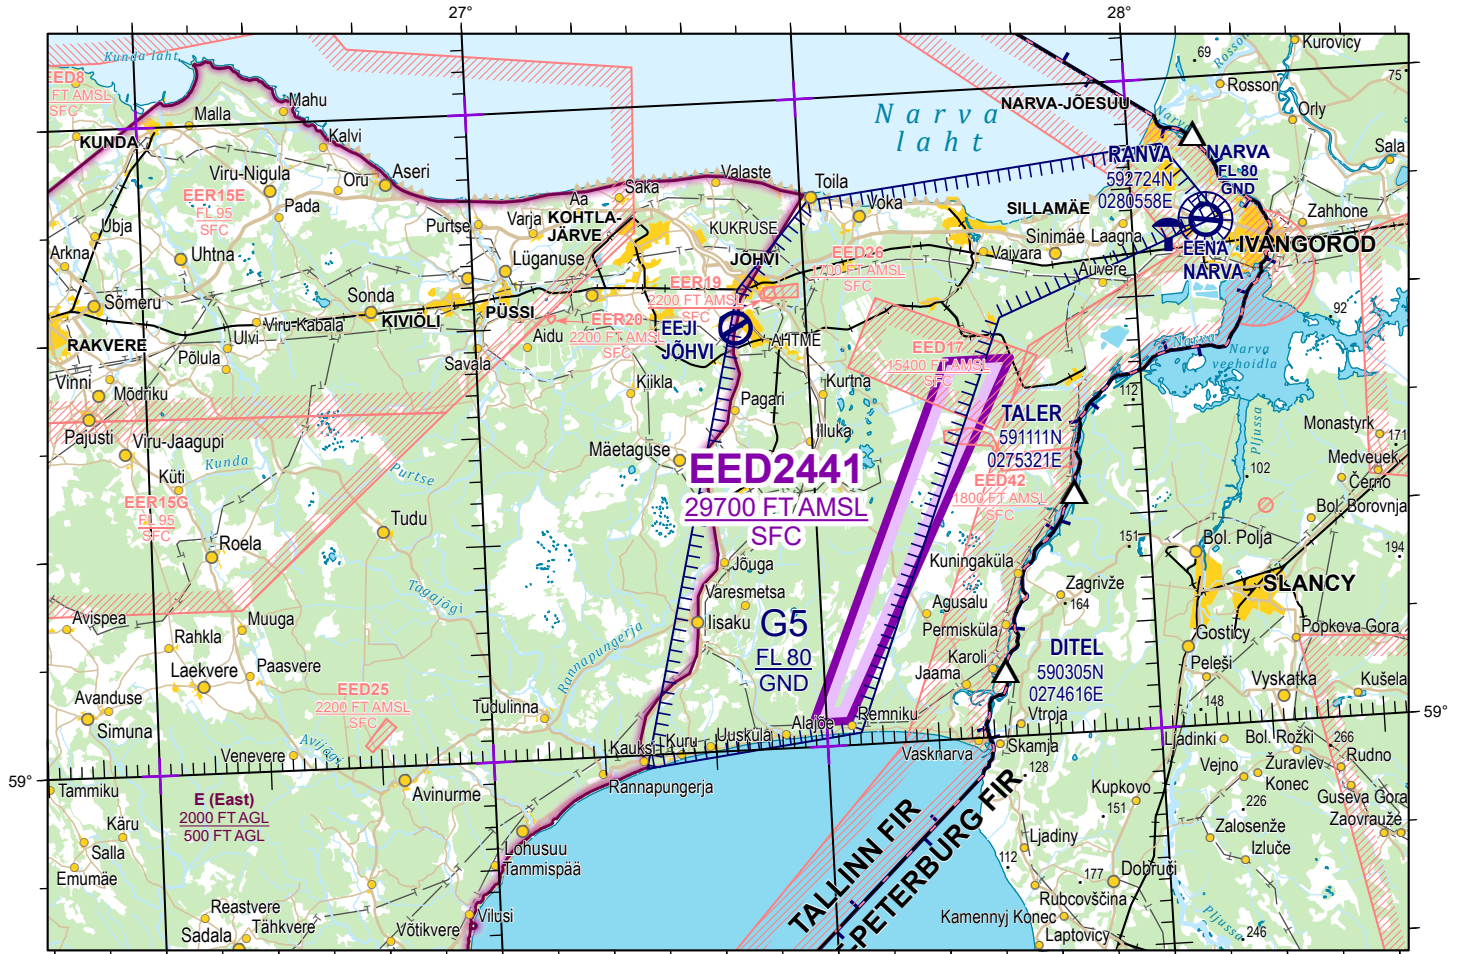 27°
28°
Kunda laht
EED8
FT AMSL
SFC
KUNDA
Malla
Mahu
Kalvi
Viru-Nigula
Oru
Aseri
EER15E
FL 95
SFC
Pada
Ubja
Arkna
Uhtna
Sõmeru
RAKVERE
Sonda
Viru-Kabala
KIVIÕLI
PÜSSI
Põlula
Ulvi
Vinni
Mõdriku
Pajusti
Viru-Jaagupi
Küti
Kunda
Purtse
EER15G
FL 95
SFC
Roela
Tudu
Tagajõgi
Purtse
Varja
Aa
Saka
Valaste
Toila
KOHTLA-
JÄRVE
KUKRUSE
Lüganuse
JÕHVI
EER19
2200 FT AMSL
SFC
EER20
2200 FT AMSL
SFC
EEJI
JÕHVI
AHTME
Aidu
Savala
Kiikla
Kurtna
Pagari
Illuka
Mäetaguse
Voka
EED26
1700 FT AMSL
SFC
SILLAMÄE
Sinimäe
Laagna
Vaivara
Auvere
Narva
laht
NARVA-JÕESUU
RANVA
592724N
0280558E
NARVA
FL 80
GND
EENA
NARVA
IVANGOROD
Narva
Rosson
Rosson
Kurovicy
69
75
Orly
Sala
Zahhone
92
Narva
Narva
veehoidla
112
Pljussa
102
Monastyrk
171
Medveuek
Černo
Bol. Borovnja
194
EED17
15400 FT AMSL
SFC
TALER
591111N
0275321E
EED42
1800 FT AMSL
SFC
EED2441
29700 FT AMSL
SFC
151
Bol. Polja
SLANCY
Kuningaküla
Zagrivže
164
Agusalu
Permisküla
Karoli
Jaama
DITEL
590305N
0274616E
Gosticy
Popkova Gora
Peleši
148
Vyskatka
Kušela
Jõuga
Varesmetsa
Iisaku
G5
FL 80
GND
Rannapungerja
Avispea
Muuga
Rahkla
Laekvere
Paasvere
Avanduse
Simuna
EED25
2200 FT AMSL
SFC
Tudulinna
Avijõgi
Venevere
Avinurme
Kauksi
Kuru
Uusküla
Alajõe
Remniku
Rannapungerja
Vasknarva
Vtroja
Skamja
128
59°
59°
Ljadinki
Bol. Rožki
266
Rudno
Vejno
Žuravlev
Konec
Guseva Gora
Zaovrauže
Kupkovo
151
226
Zalosenže
Izluče
Tammiku
Käru
Salla
Emumäe
E (East)
2000 FT AGL
500 FT AGL
Lohusuu
Tammispää
Reastvere
Tähkvere
Sadala
Võtikvere
Vilusi
TALLINN FIR
-PETERBURG FIR
Ljadiny
112
177
Dobruči
Rubcovščina
Kamennyj Konec
Laptovicy
Pljussa
246